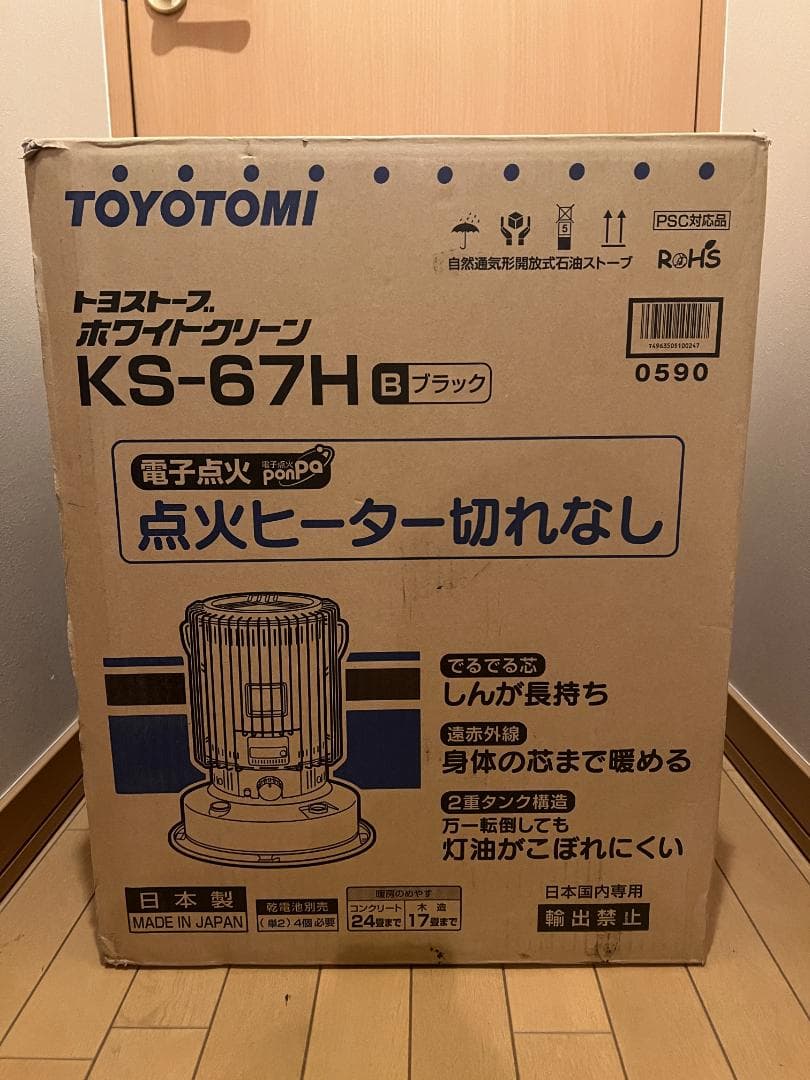 TOYOTOMI
5
PSC対応品
自然通気形開放式石油ストーブ
RoHS
トヨストーブ
ホワイトクリーン
KS-67H B ブラック
T4963505100247
0590
電子点火 電子点火 ponpa
点火ヒーター切れなし
でるでる芯
しんが長持ち
遠赤外線
身体の芯まで暖める
2重タンク構造
万一転倒しても
灯油がこぼれにくい
日本製
MADE IN JAPAN
乾電池別売
(単2)4個必要
暖房のめやす
コンクリート
24畳まで
木造
17畳まで
日本国内専用
輸出禁止